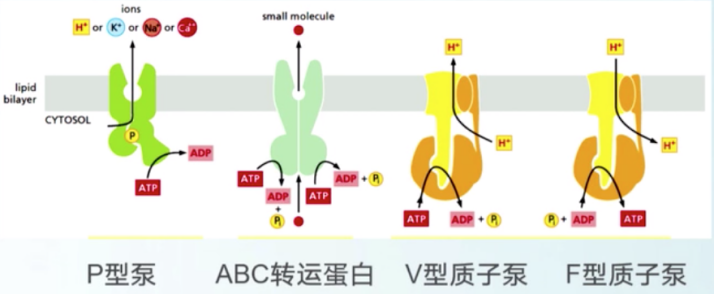 ions
H⁺ or K⁺ or Na⁺ or Ca²⁺
small molecule
H⁺
H⁺
lipid
bilayer
CYTOSOL
P
ADP
ATP
ATP
ADP
+
Pᵢ
ATP
ADP + Pᵢ
H⁺
ATP
ADP + Pᵢ
H⁺
Pᵢ + ADP
ATP
P型泵
ABC转运蛋白
V型质子泵
F型质子泵